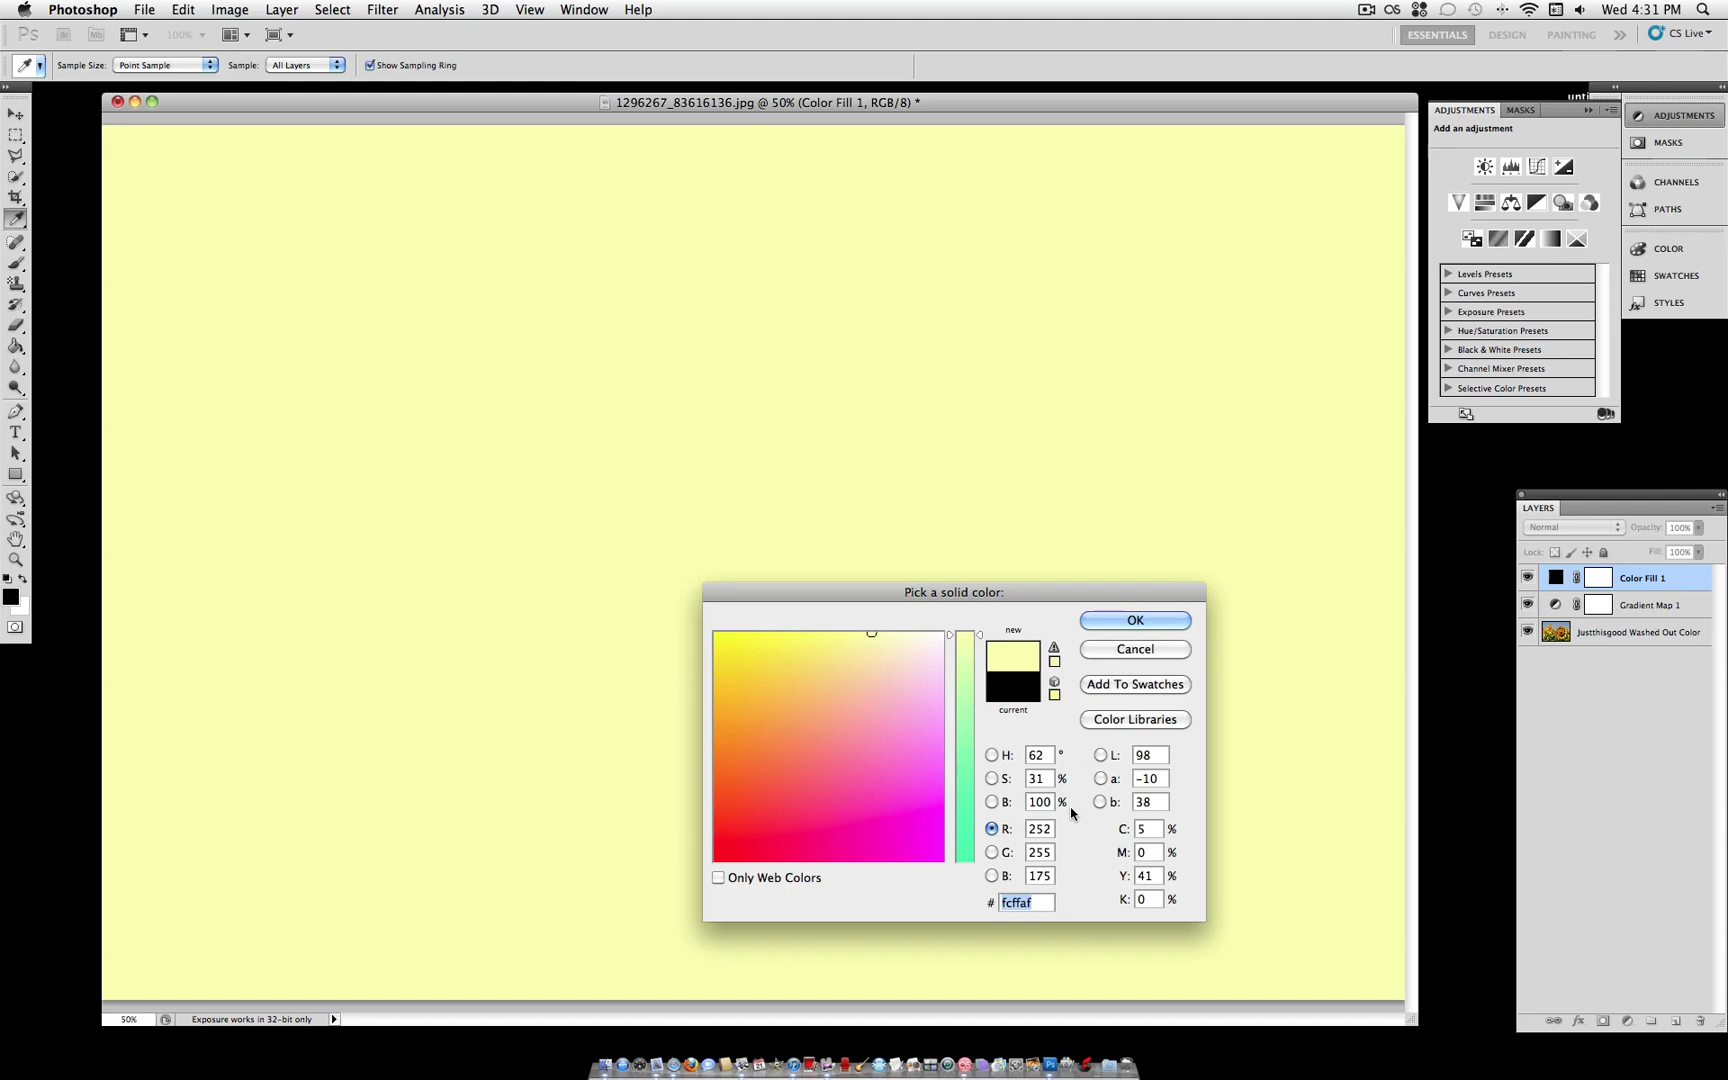 Photoshop File Edit Image Layer Select Filter Analysis 3D View Window Help Wed 4:31 PM
Ps Br Mb 100% ESSENTIALS DESIGN PAINTING CS Live
Sample Size: Point Sample Sample: All Layers Show Sampling Ring
1296267_83616136.jpg @ 50% (Color Fill 1, RGB/8) *
ADJUSTMENTS MASKS
Add an adjustment
Levels Presets
Curves Presets
Exposure Presets
Hue/Saturation Presets
Black & White Presets
Channel Mixer Presets
Selective Color Presets
ADJUSTMENTS
MASKS
CHANNELS
PATHS
COLOR
SWATCHES
STYLES
LAYERS
Normal Opacity: 100%
Lock: Fill: 100%
Color Fill 1
Gradient Map 1
Justthisgood Washed Out Color
Pick a solid color:
new
current
OK
Cancel
Add To Swatches
Color Libraries
H: 62 ° L: 98
S: 31 % a: -10
B: 100 % b: 38
R: 252 C: 5 %
G: 255 M: 0 %
B: 175 Y: 41 %
# fcffaf K: 0 %
Only Web Colors
50% Exposure works in 32-bit only